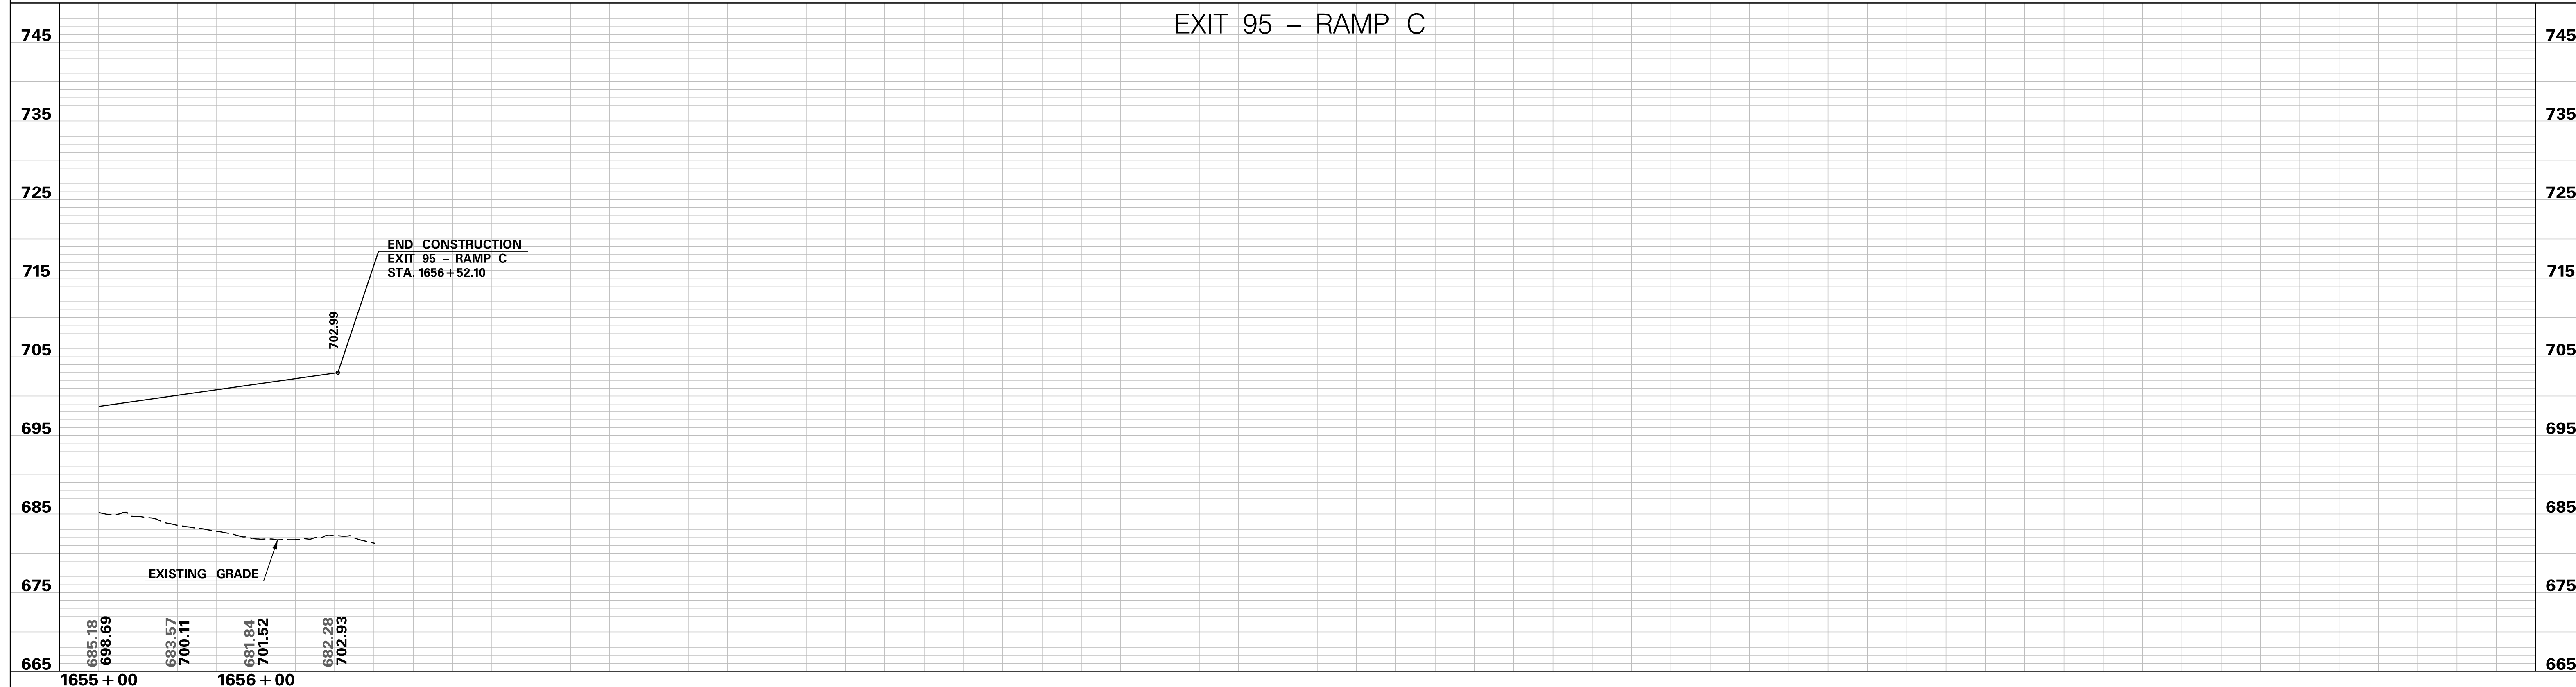 EXIT 95 – RAMP C
745 745
735 735
725 725
END CONSTRUCTION
EXIT 95 – RAMP C
STA. 1656+52.10
715 715
702.99
705 705
695 695
685 685
EXISTING GRADE
675 675
685.18 698.69 683.57 700.11 681.84 701.52 682.28 702.93
665 665
1655+00 1656+00